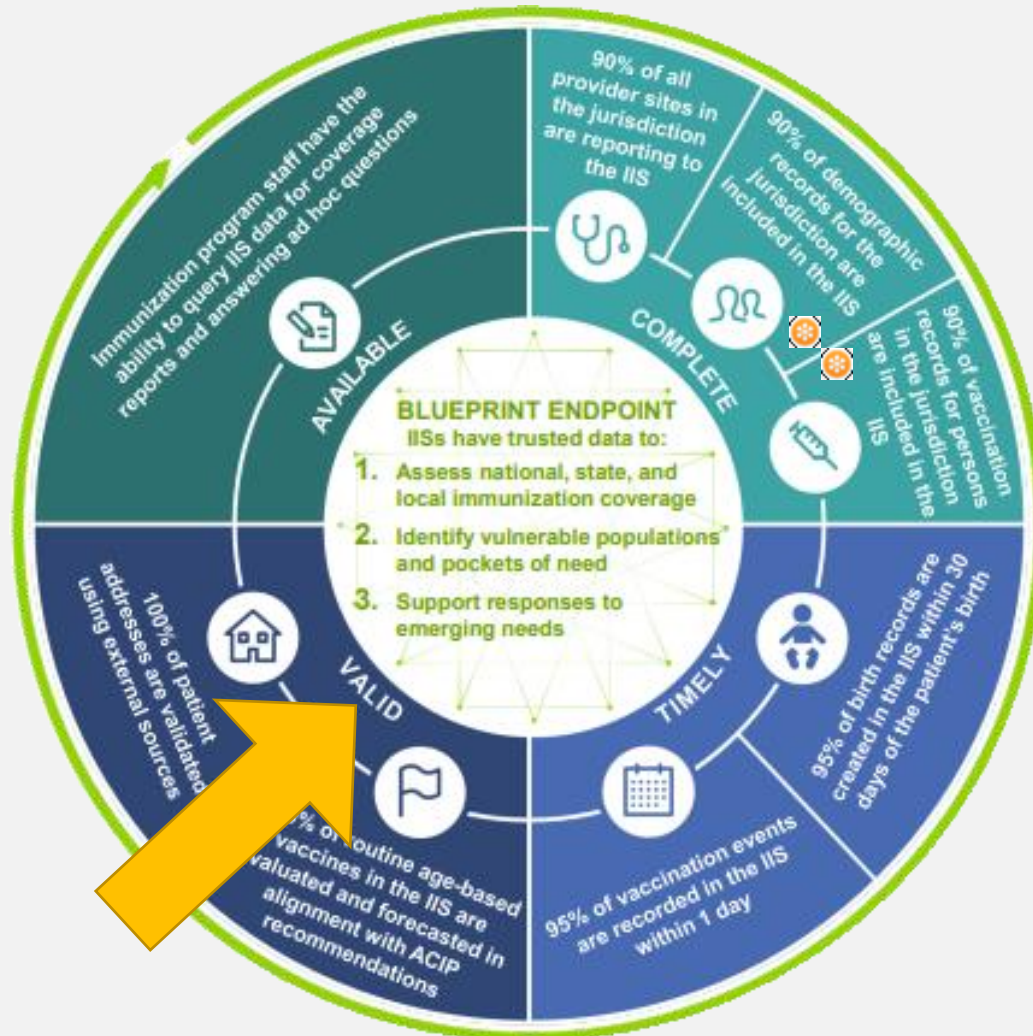 Immunization program staff have the
ability to query IIS data for coverage
reports and answering ad hoc questions
AVAILABLE
90% of all
provider sites in
the jurisdiction
are reporting to
the IIS
90% of demographic
records for the
jurisdiction are
included in the IIS
90% of vaccination
records for persons
in the jurisdiction
are included in the
IIS
COMPLETE
BLUEPRINT ENDPOINT
IISs have trusted data to:
1. Assess national, state, and
local immunization coverage
2. Identify vulnerable populations
and pockets of need
3. Support responses to
emerging needs
95% of birth records are
created in the IIS within 30
days of the patient's birth
95% of vaccination events
are recorded in the IIS
within 1 day
TIMELY
100% of patient
addresses are validated
using external sources
VALID
% of routine age-based
vaccines in the IIS are
valuated and forecasted in
alignment with ACIP
recommendations